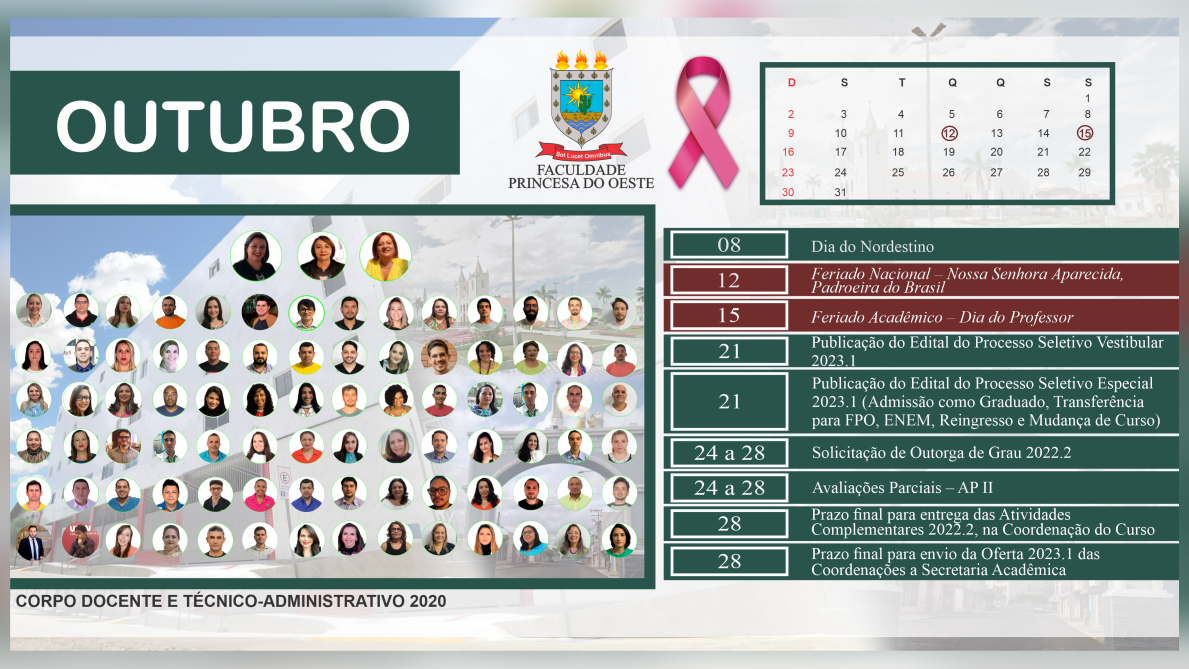 OUTUBRO
Sol Lucet Omnibus
FACULDADE
PRINCESA DO OESTE
D S T Q Q S S
1
2 3 4 5 6 7 8
9 10 11 12 13 14 15
16 17 18 19 20 21 22
23 24 25 26 27 28 29
30 31
08 Dia do Nordestino
12 Feriado Nacional – Nossa Senhora Aparecida,
Padroeira do Brasil
15 Feriado Acadêmico – Dia do Professor
21 Publicação do Edital do Processo Seletivo Vestibular
2023.1
21 Publicação do Edital do Processo Seletivo Especial
2023.1 (Admissão como Graduado, Transferência
para FPO, ENEM, Reingresso e Mudança de Curso)
24 a 28 Solicitação de Outorga de Grau 2022.2
24 a 28 Avaliações Parciais – AP II
28 Prazo final para entrega das Atividades
Complementares 2022.2, na Coordenação do Curso
28 Prazo final para envio da Oferta 2023.1 das
Coordenações a Secretaria Acadêmica
CORPO DOCENTE E TÉCNICO-ADMINISTRATIVO 2020